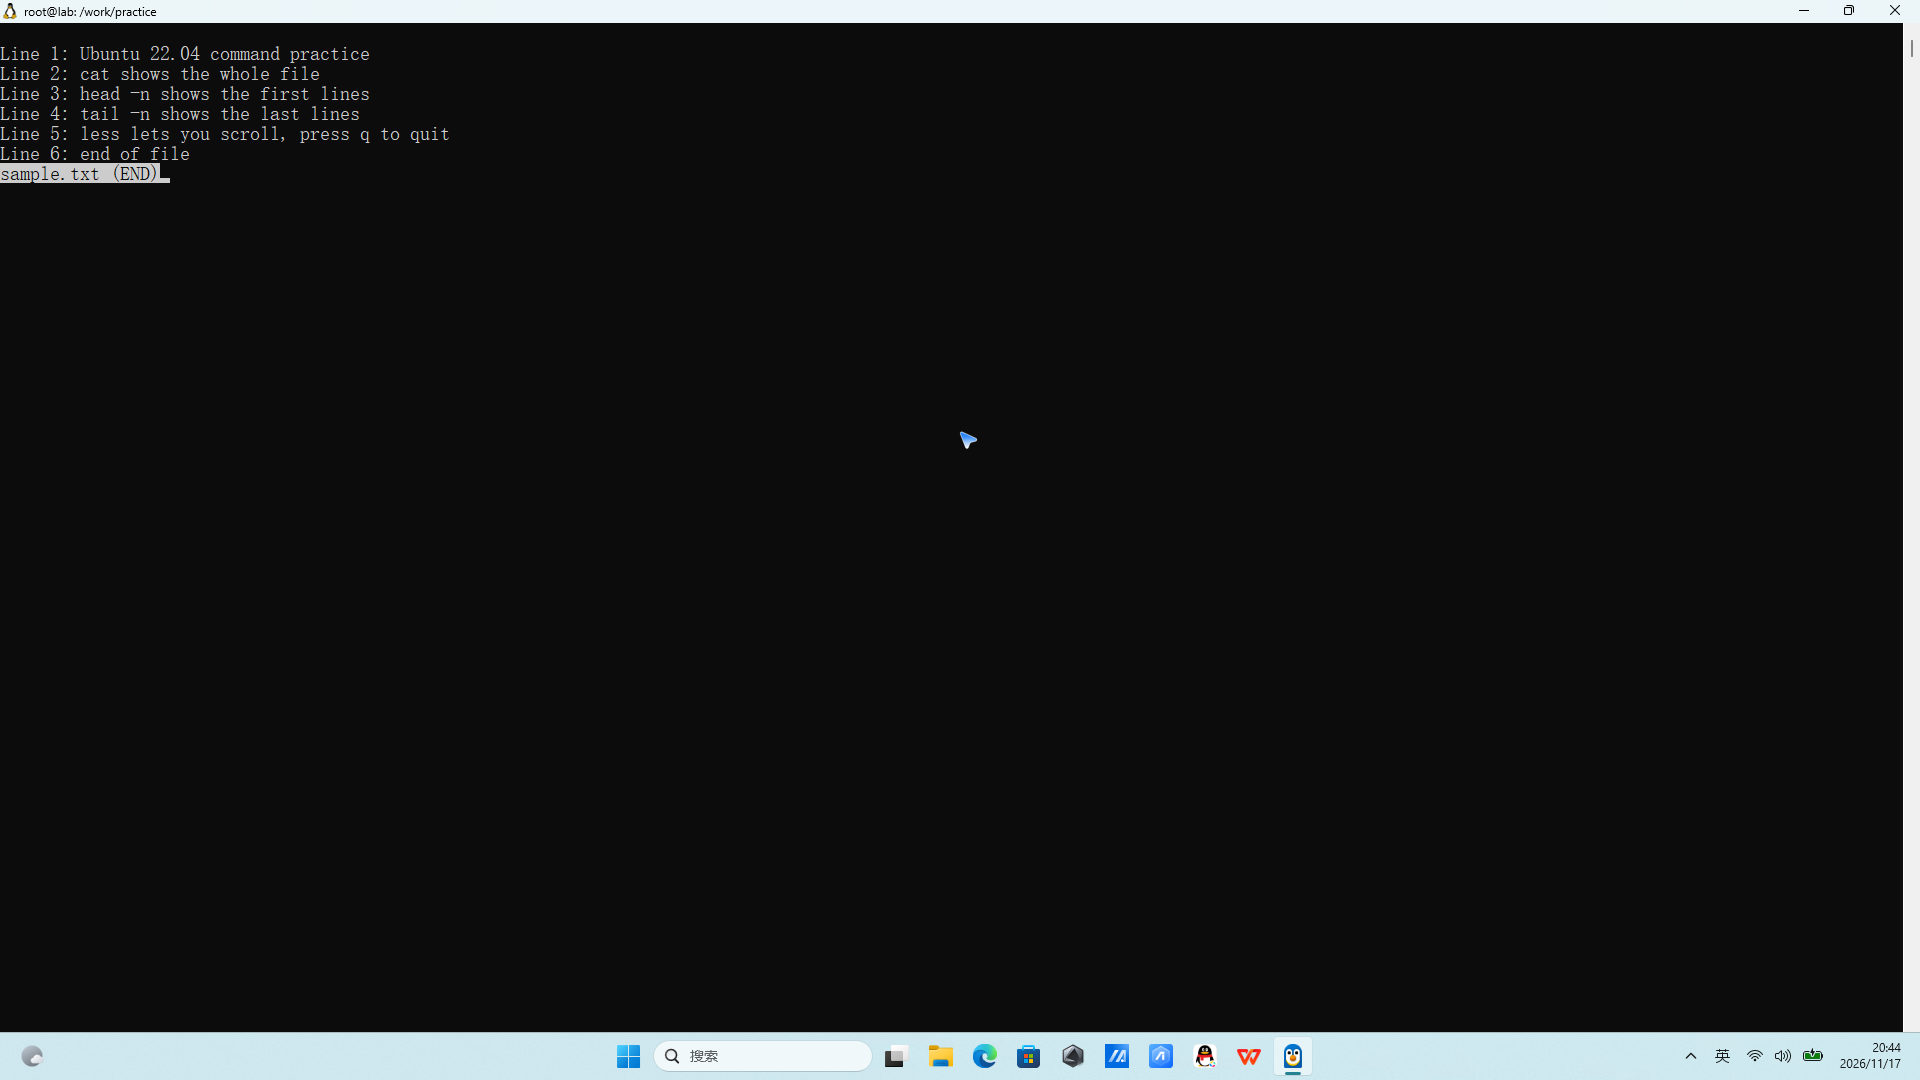 root@lab: /work/practice
Line 1: Ubuntu 22.04 command practice
Line 2: cat shows the whole file
Line 3: head -n shows the first lines
Line 4: tail -n shows the last lines
Line 5: less lets you scroll, press q to quit
Line 6: end of file
sample.txt (END)
搜索
英
20:44
2026/11/17